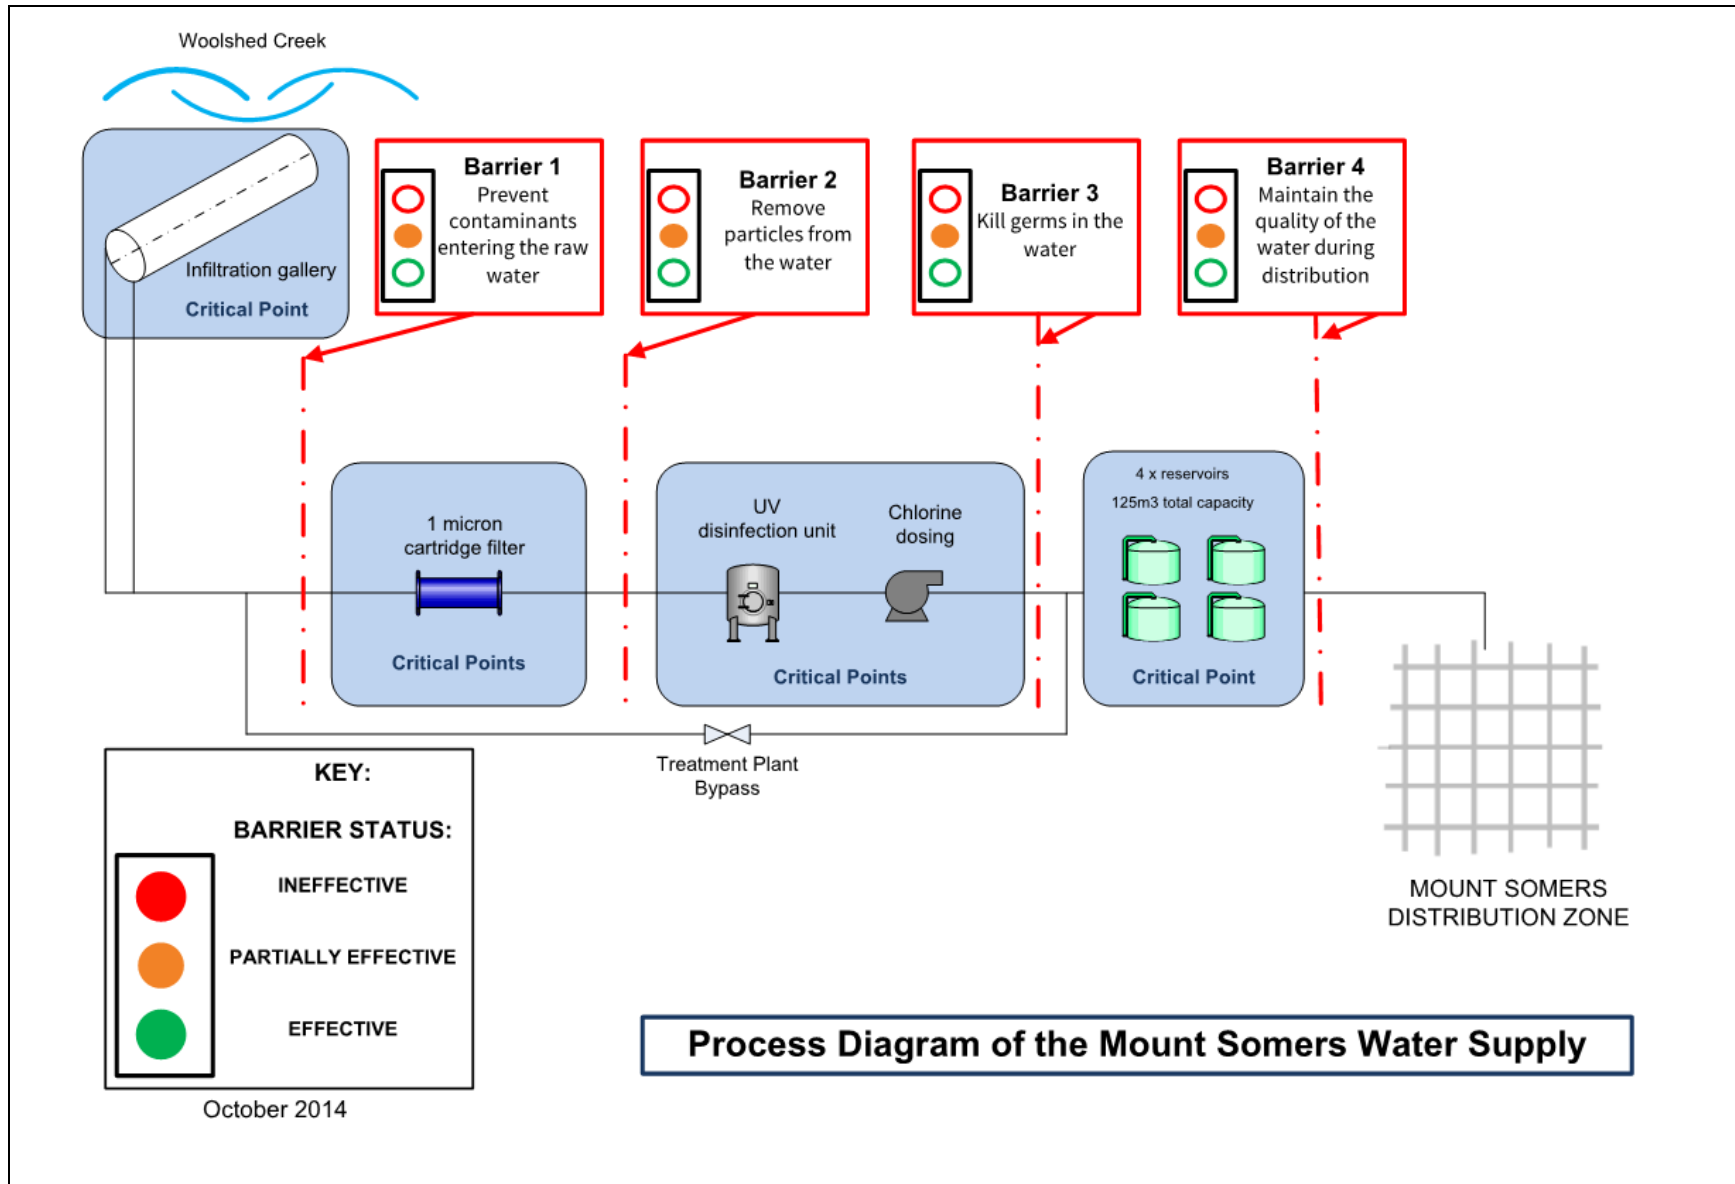 Woolshed Creek
Infiltration gallery
Critical Point
Barrier 1
Prevent
contaminants
entering the raw
water
Barrier 2
Remove
particles from
the water
Barrier 3
Kill germs in the
water
Barrier 4
Maintain the
quality of the
water during
distribution
1 micron
cartridge filter
Critical Points
UV
disinfection unit
Chlorine
dosing
Critical Points
4 x reservoirs
125m3 total capacity
Critical Point
Treatment Plant
Bypass
KEY:
BARRIER STATUS:
INEFFECTIVE
PARTIALLY EFFECTIVE
EFFECTIVE
October 2014
MOUNT SOMERS
DISTRIBUTION ZONE
Process Diagram of the Mount Somers Water Supply